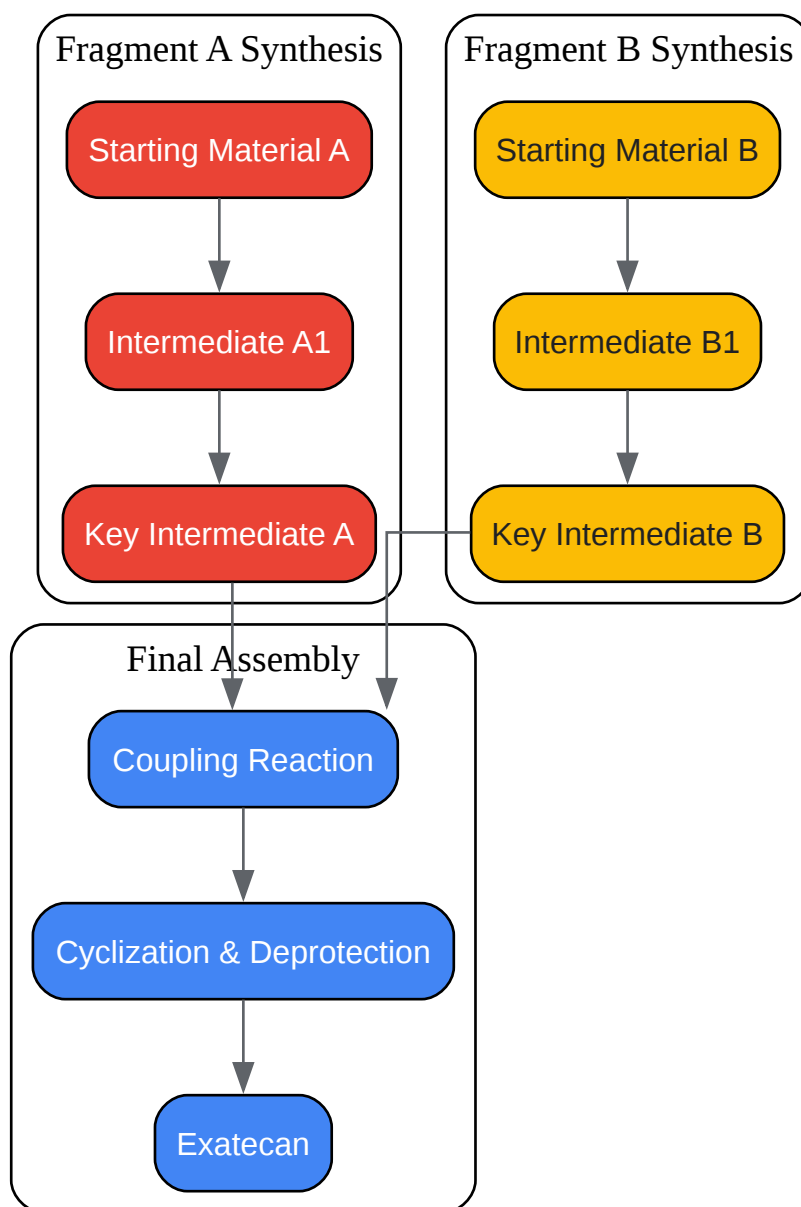 Fragment A Synthesis
Starting Material A
Intermediate A1
Key Intermediate A
Fragment B Synthesis
Starting Material B
Intermediate B1
Key Intermediate B
Final Assembly
Coupling Reaction
Cyclization & Deprotection
Exatecan